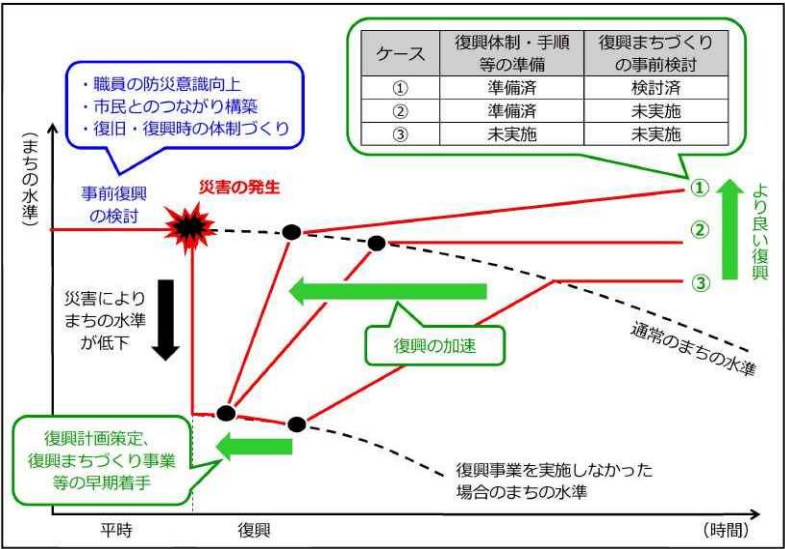 ケース
復興体制・手順
等の準備
復興まちづくり
の事前検討
① 準備済 検討済
② 準備済 未実施
③ 未実施 未実施
・職員の防災意識向上
・市民とのつながり構築
・復旧・復興時の体制づくり
(まちの水準)
事前復興
の検討
災害の発生
①
②
③
より良い復興
災害により
まちの水準
が低下
復興の加速
通常のまちの水準
復興計画策定、
復興まちづくり事業
等の早期着手
復興事業を実施しなかった
場合のまちの水準
平時
復興
(時間)